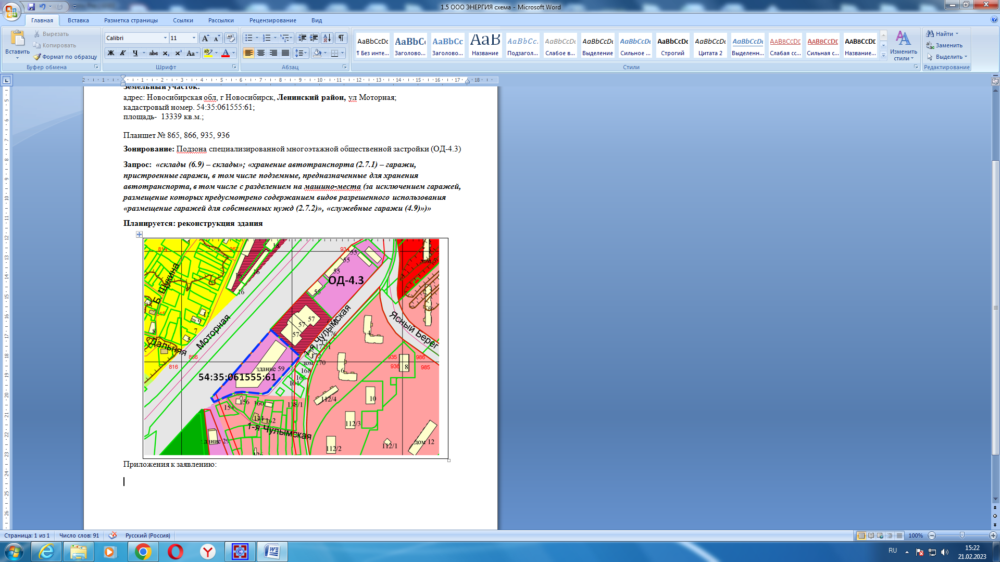 1.5 ООО ЭНЕРГИЯ схема - Microsoft Word
Главная Вставка Разметка страницы Ссылки Рассылки Рецензирование Вид
Вставить
Вырезать
Копировать
Формат по образцу
Буфер обмена
Calibri 11
Шрифт
Абзац
AaBbCcDc AaBbC AaBbCc AaB AaBbCc. AaBbCcDc AaBbCcDc AaBbCcDc AaBbCcDc AaBbCcDc AaBbCcDc AABBCCDE AABBCCDE AABBCCDE
¶ Без инте... Заголово... Заголово... Название Подзагол... Слабое в... Выделение Сильное ... Строгий Цитата 2 Выделенн... Слабая сс... Сильная с... Название...
Стили
Изменить стили
Найти
Заменить
Выделить
Редактирование
Земельный участок:
адрес: Новосибирская обл, г Новосибирск, Ленинский район, ул Моторная;
кадастровый номер. 54:35:061555:61;
площадь- 13339 кв.м.;
Планшет № 865, 866, 935, 936
Зонирование: Подзона специализированной многоэтажной общественной застройки (ОД-4.3)
Запрос: «склады (6.9) – склады»; «хранение автотранспорта (2.7.1) – гаражи,
пристроенные гаражи, в том числе подземные, предназначенные для хранения
автотранспорта, в том числе с разделением на машино-места (за исключением гаражей,
размещение которых предусмотрено содержанием видов разрешенного использования
«размещение гаражей для собственных нужд (2.7.2)», «служебные гаражи (4.9)»)»
Планируется: реконструкция здания
814
867
934
55
55
55
ОД-4.3
55
16
16
16
Б. Щукина
11
9
7
8
Дальняя
Моторная
57
57
57
1-я Чулымская
176
Ясный Берег
4
6
8
9
866
816
935 986
936 985
здание 59
54:35:061555:61
дом 170
168
164
156
160
154
138/1
112/4
10
144
1-я Чулымская
112/3
здание 29
112/2
112/1
дом 12
Приложения к заявлению:
Страница: 1 из 1 Число слов: 91 Русский (Россия) 100%
RU
15:22
21.02.2023